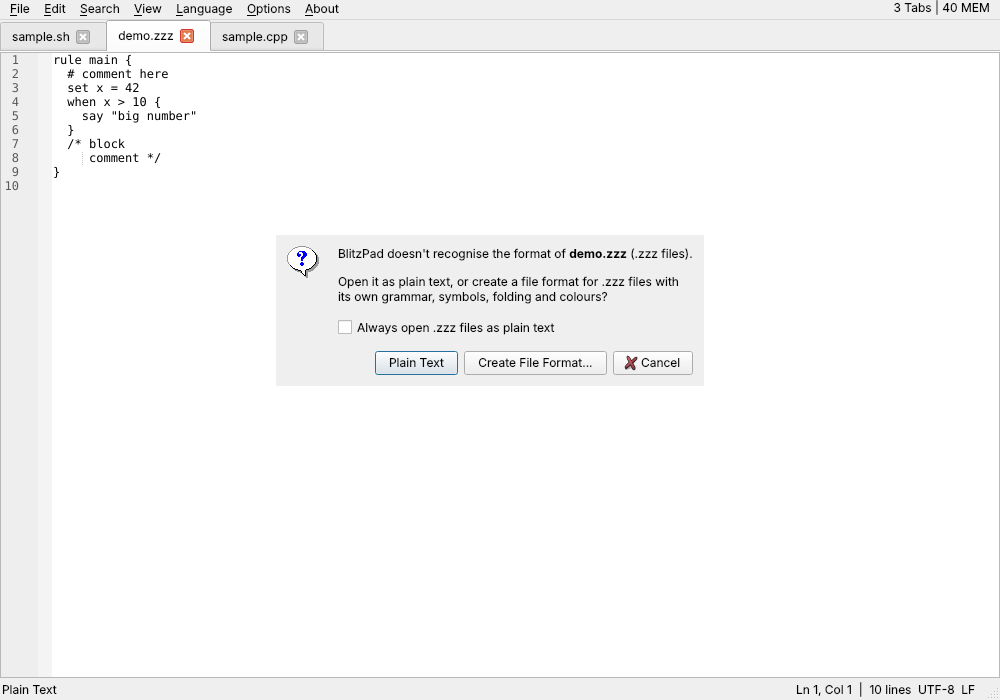 File Edit Search View Language Options About 3 Tabs | 40 MEM
sample.sh demo.zzz sample.cpp
1 rule main {
2   # comment here
3   set x = 42
4   when x > 10 {
5     say "big number"
6   }
7   /* block
8      comment */
9 }
10
BlitzPad doesn't recognise the format of demo.zzz (.zzz files).
Open it as plain text, or create a file format for .zzz files with
its own grammar, symbols, folding and colours?
Always open .zzz files as plain text
Plain Text Create File Format... Cancel
Plain Text Ln 1, Col 1 | 10 lines UTF-8 LF